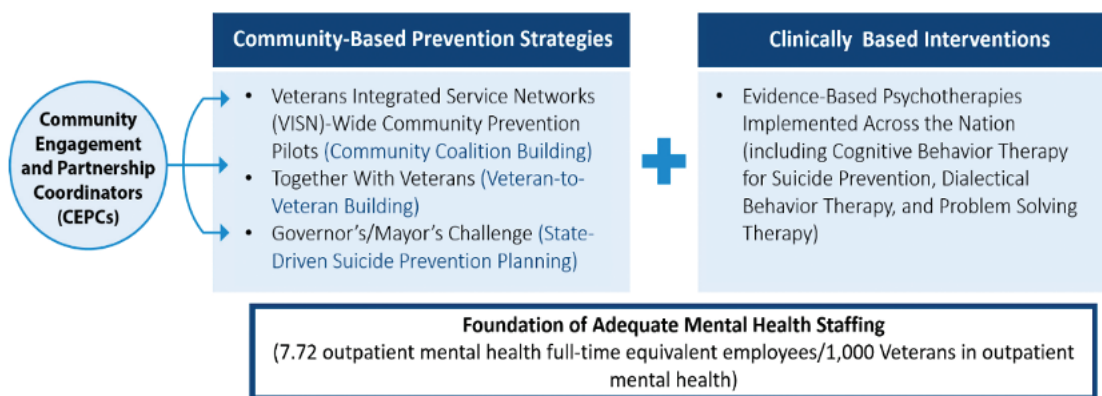 Community
Engagement
and Partnership
Coordinators
(CEPCs)
Community-Based Prevention Strategies
• Veterans Integrated Service Networks
(VISN)-Wide Community Prevention
Pilots (Community Coalition Building)
• Together With Veterans (Veteran-to-
Veteran Building)
• Governor’s/Mayor’s Challenge (State-
Driven Suicide Prevention Planning)
Clinically Based Interventions
• Evidence-Based Psychotherapies
Implemented Across the Nation
(including Cognitive Behavior Therapy
for Suicide Prevention, Dialectical
Behavior Therapy, and Problem Solving
Therapy)
Foundation of Adequate Mental Health Staffing
(7.72 outpatient mental health full-time equivalent employees/1,000 Veterans in outpatient
mental health)